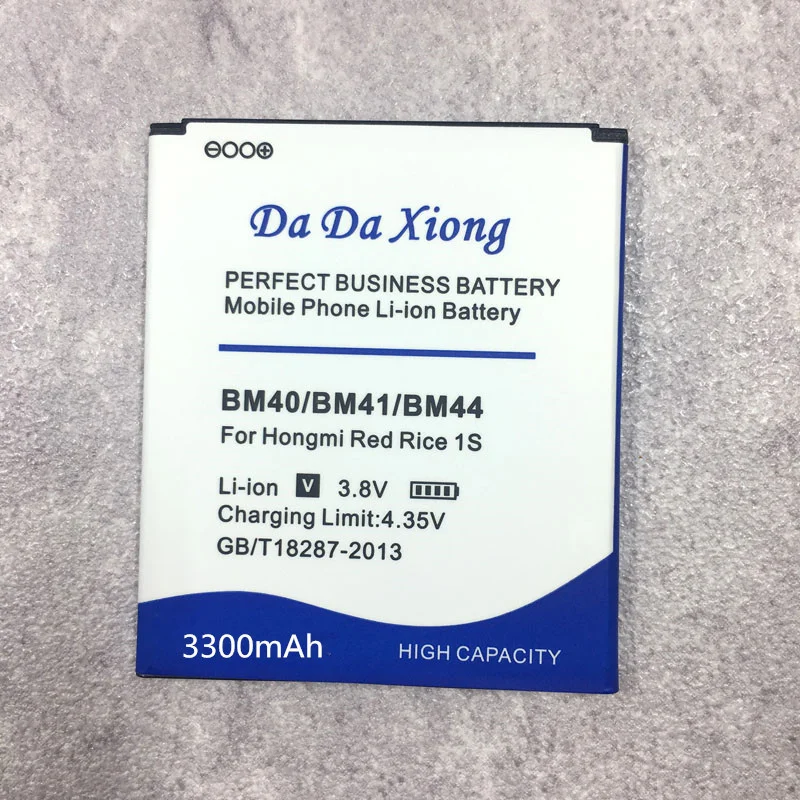 Da Da Xiong
PERFECT BUSINESS BATTERY
Mobile Phone Li-ion Battery
BM40/BM41/BM44
For Hongmi Red Rice 1S
Li-ion V 3.8V
Charging Limit:4.35V
GB/T18287-2013
3300mAh
HIGH CAPACITY